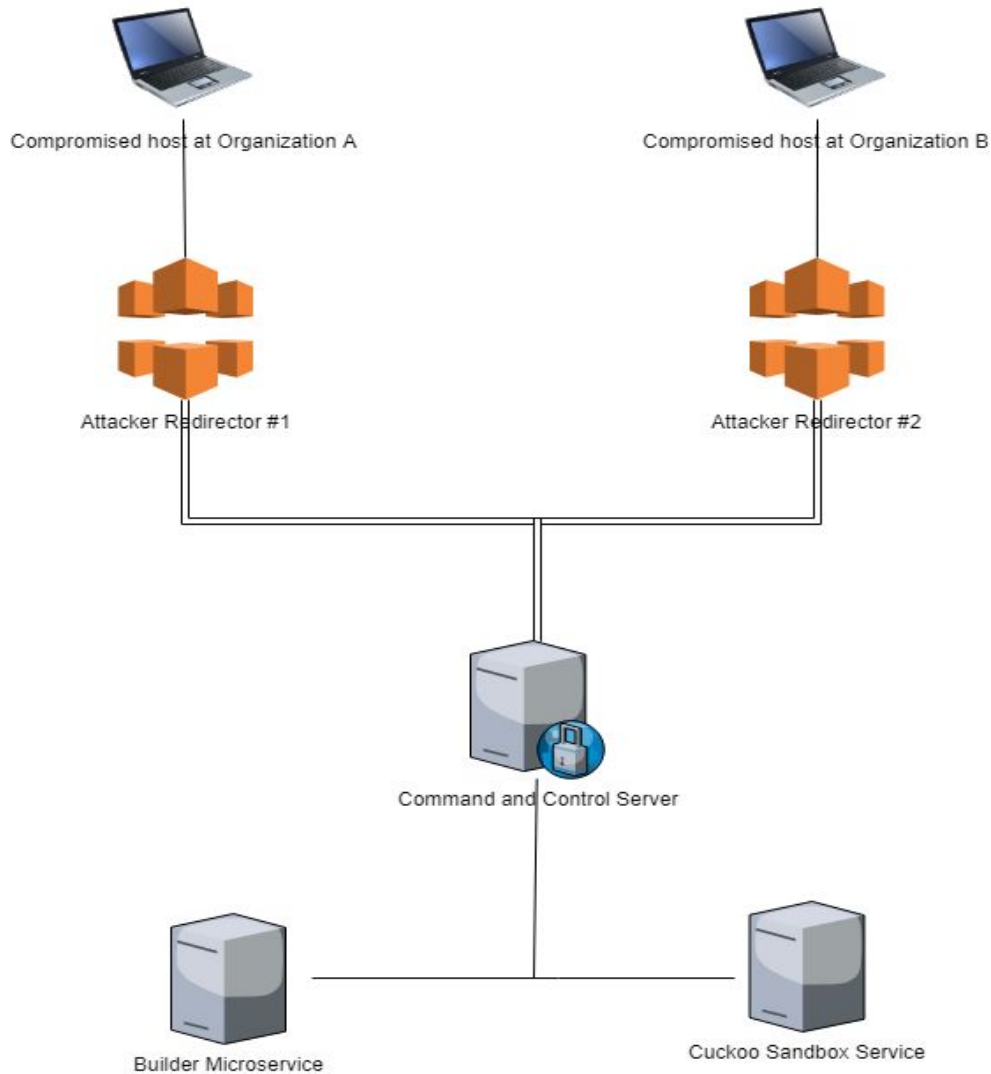 Compromised host at Organization A
Compromised host at Organization B
Attacker Redirector #1
Attacker Redirector #2
Command and Control Server
Builder Microservice
Cuckoo Sandbox Service